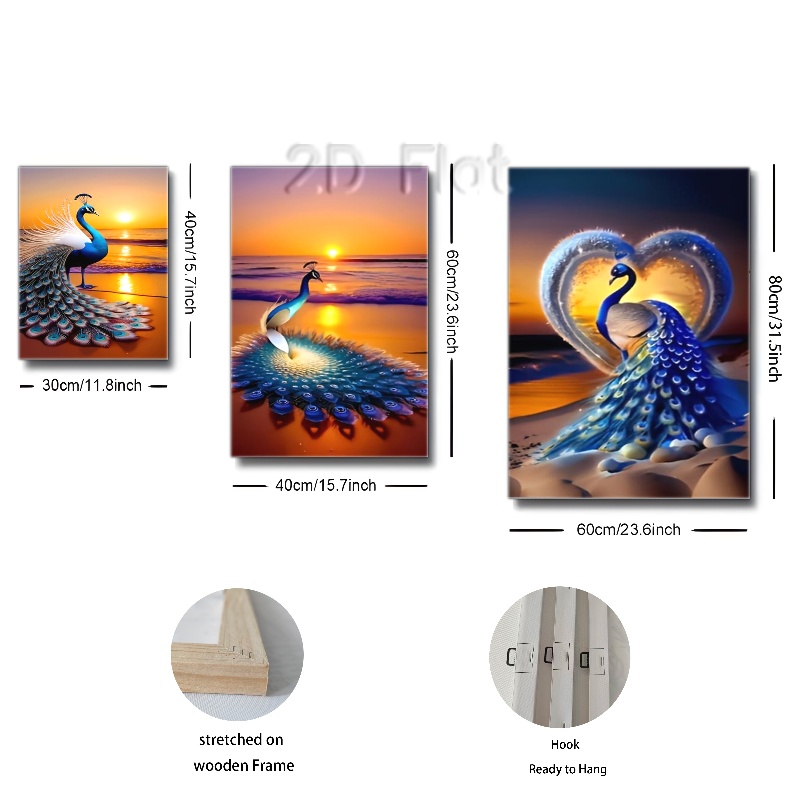 2D Flat
40cm/15.7inch
30cm/11.8inch
60cm/23.6inch
40cm/15.7inch
80cm/31.5inch
60cm/23.6inch
stretched on
wooden Frame
Hook
Ready to Hang